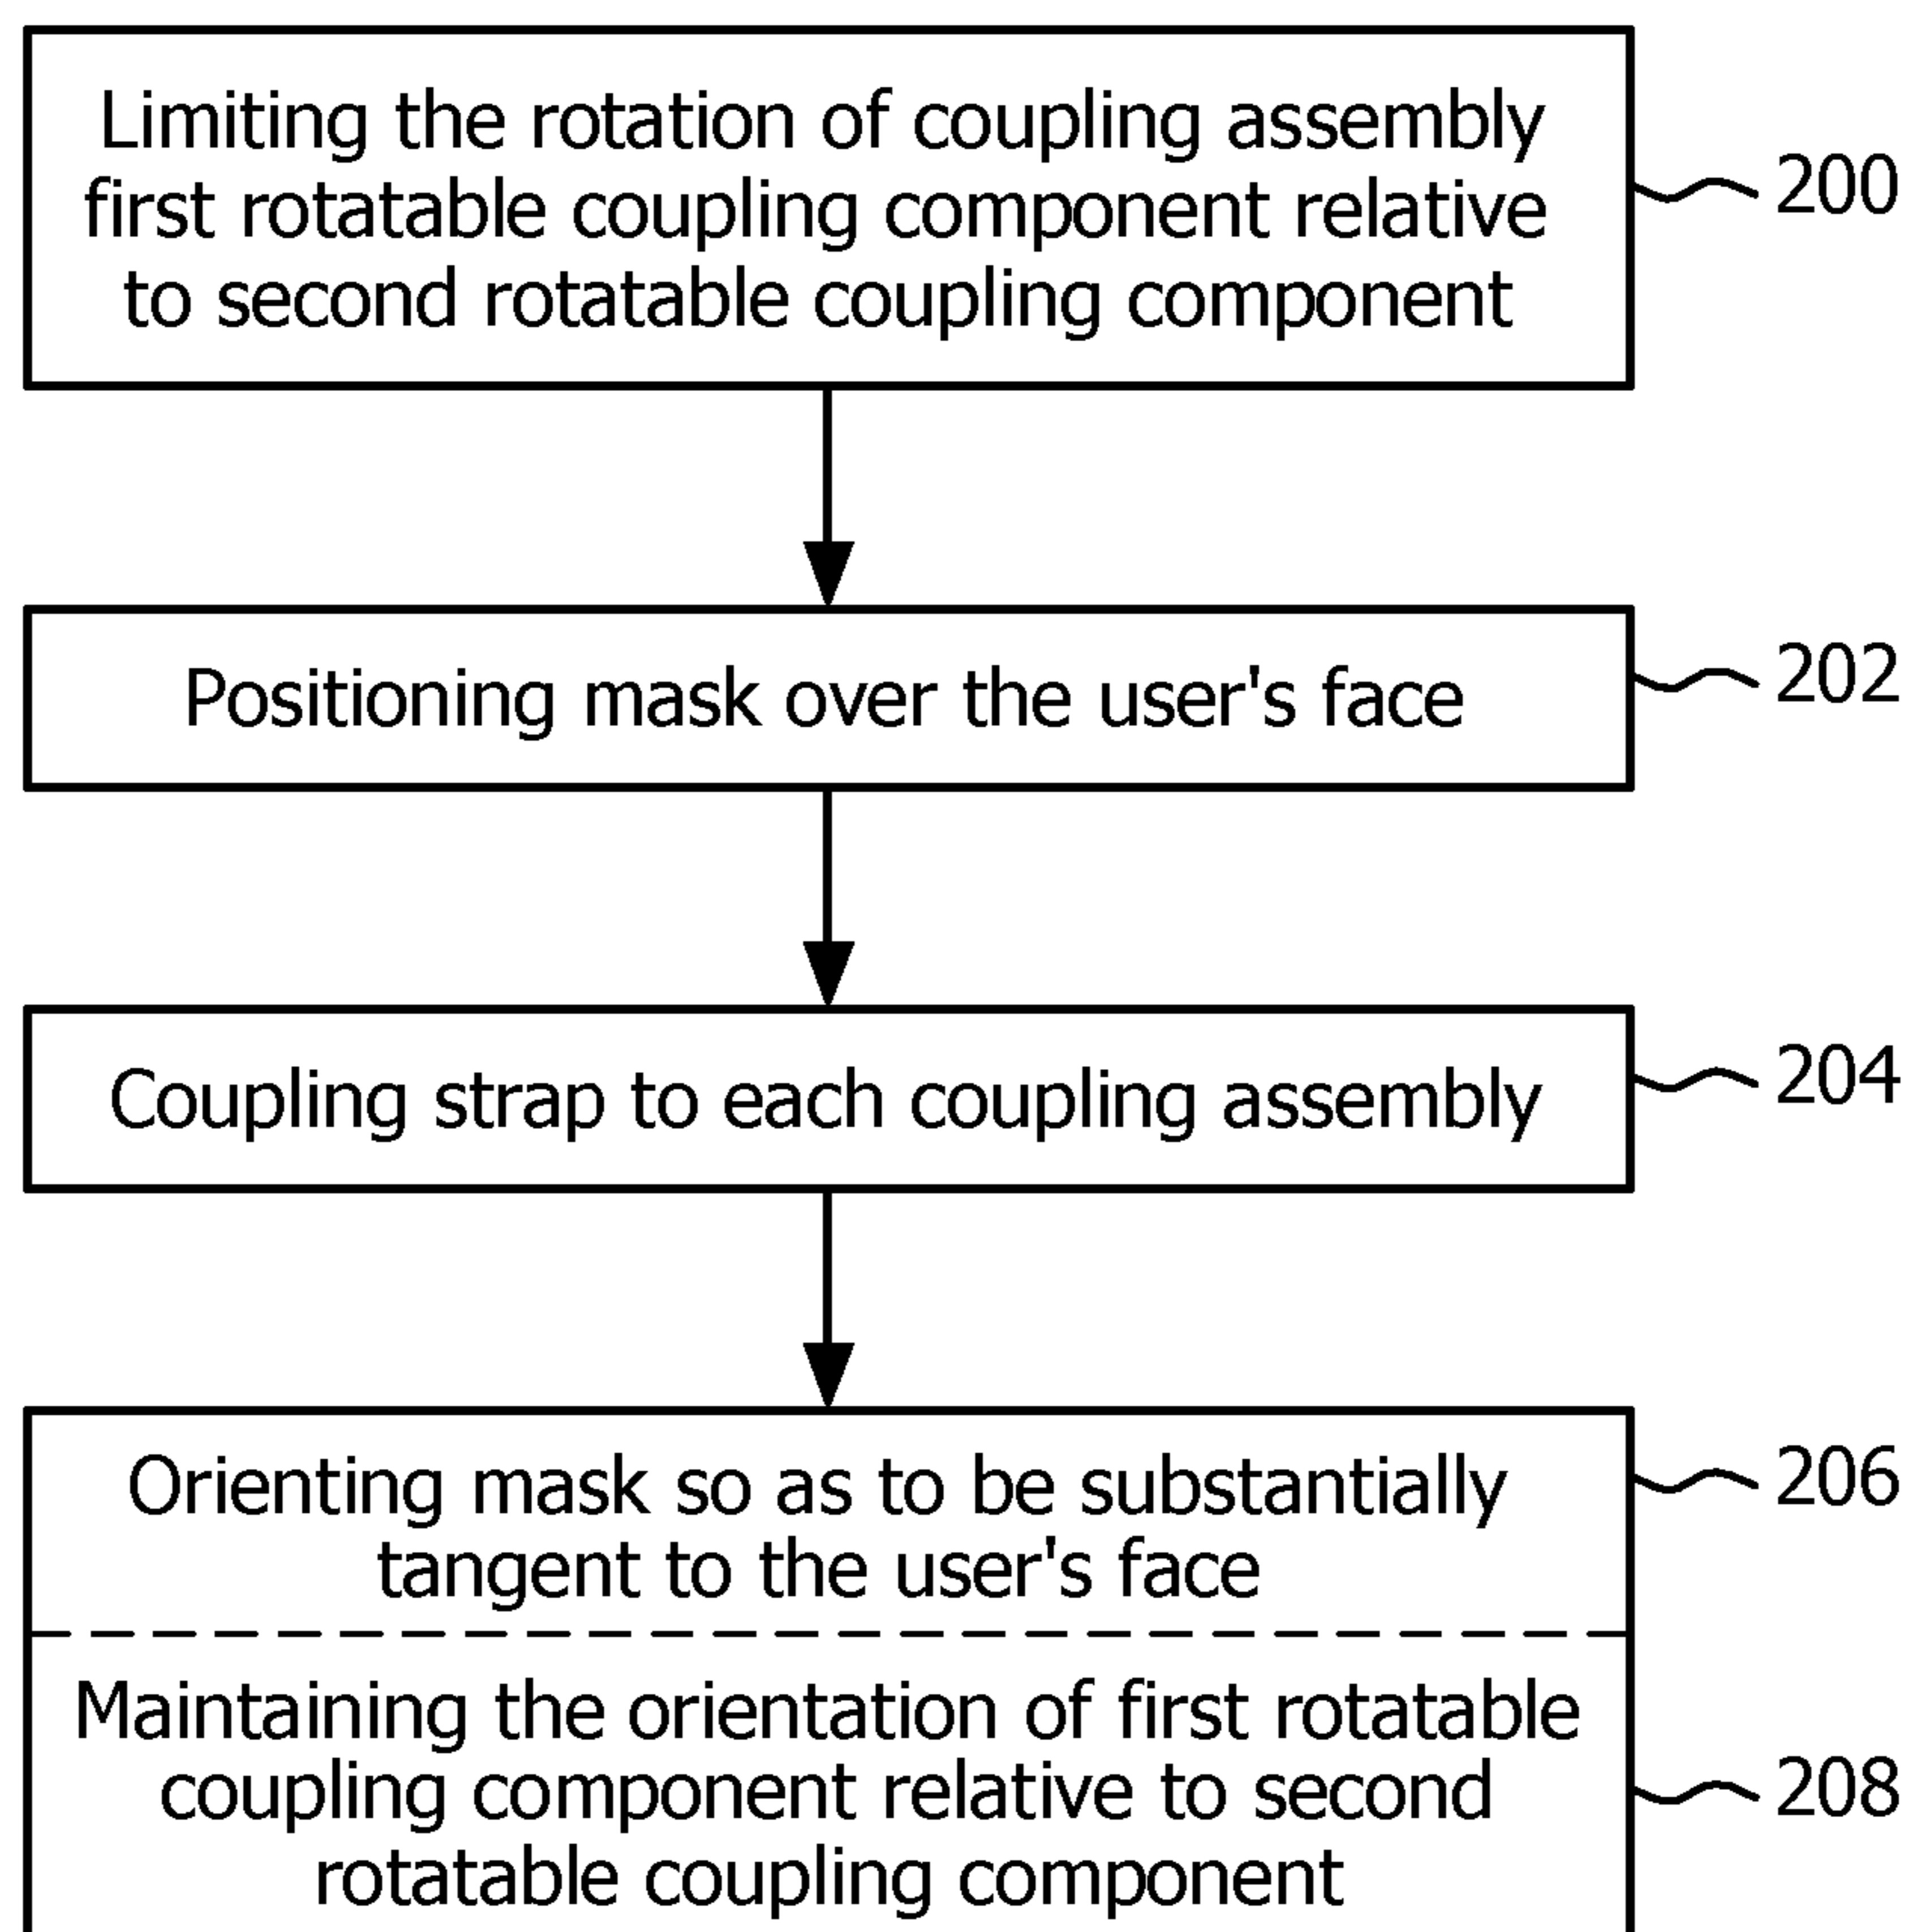 Limiting the rotation of coupling assembly
first rotatable coupling component relative
to second rotatable coupling component
200
Positioning mask over the user's face
202
Coupling strap to each coupling assembly
204
Orienting mask so as to be substantially
tangent to the user's face
206
Maintaining the orientation of first rotatable
coupling component relative to second
rotatable coupling component
208